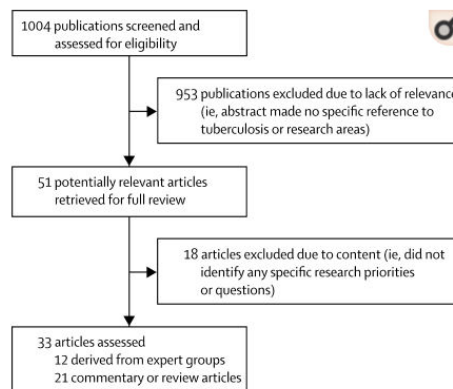 1004 publications screened and
assessed for eligibility
953 publications excluded due to lack of relevance
(ie, abstract made no specific reference to
tuberculosis or research areas)
51 potentially relevant articles
retrieved for full review
18 articles excluded due to content (ie, did not
identify any specific research priorities
or questions)
33 articles assessed
12 derived from expert groups
21 commentary or review articles